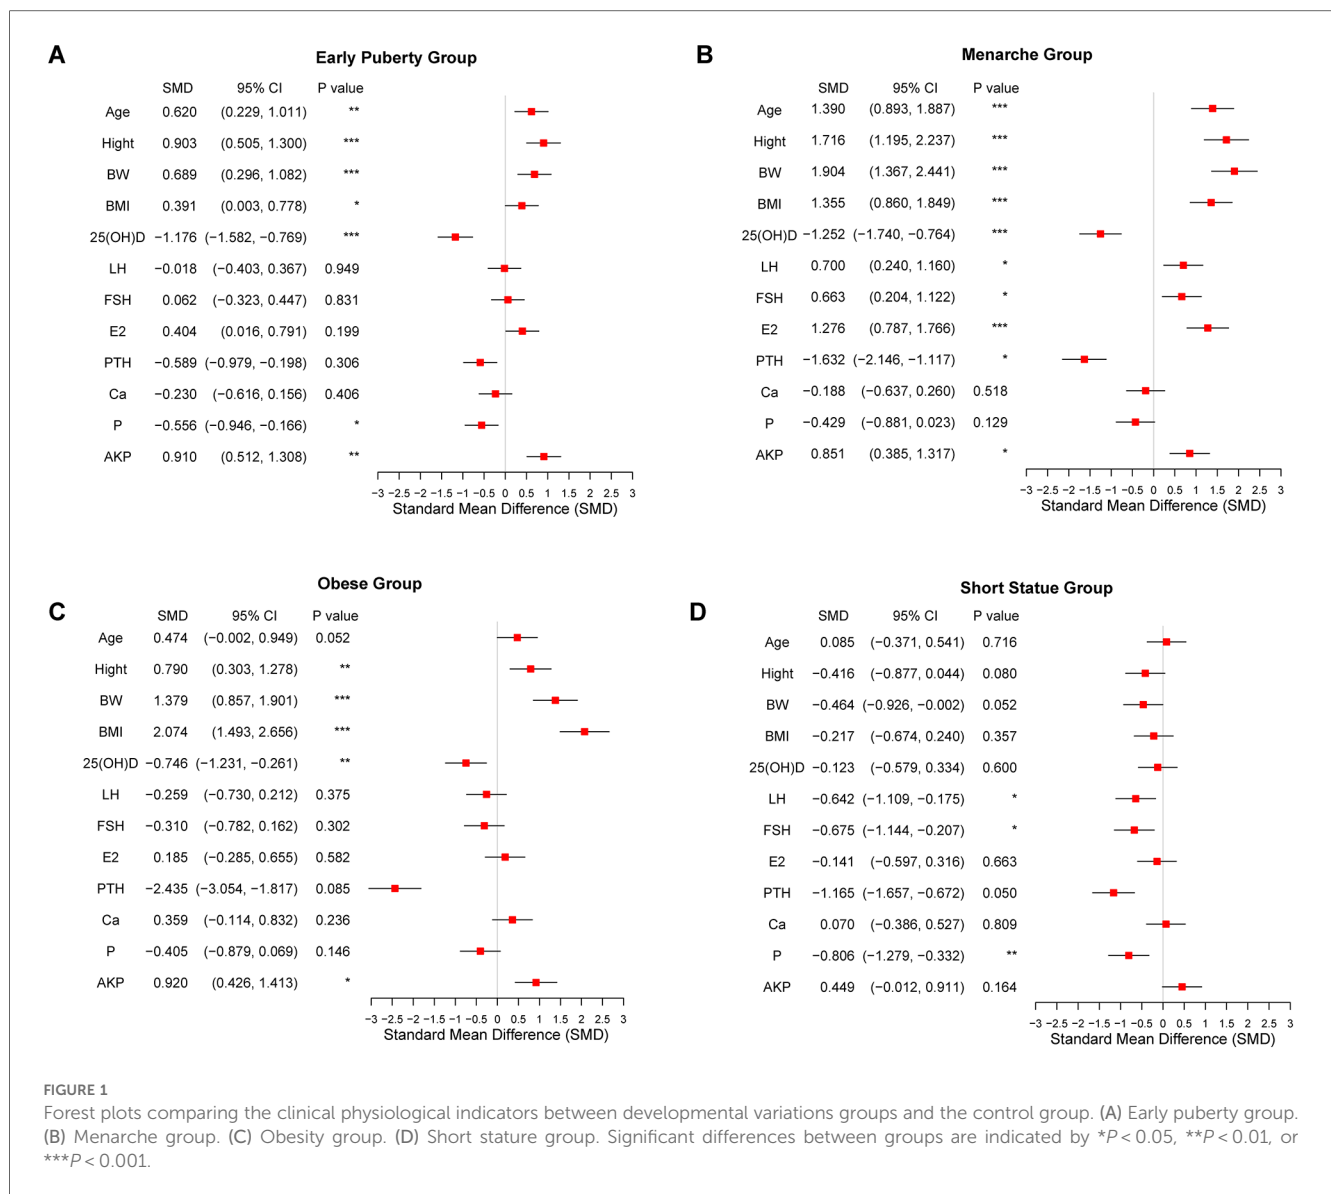 A
Early Puberty Group
SMD 95% CI P value
Age 0.620 (0.229, 1.011) **
Hight 0.903 (0.505, 1.300) ***
BW 0.689 (0.296, 1.082) ***
BMI 0.391 (0.003, 0.778) *
25(OH)D −1.176 (−1.582, −0.769) ***
LH −0.018 (−0.403, 0.367) 0.949
FSH 0.062 (−0.323, 0.447) 0.831
E2 0.404 (0.016, 0.791) 0.199
PTH −0.589 (−0.979, −0.198) 0.306
Ca −0.230 (−0.616, 0.156) 0.406
P −0.556 (−0.946, −0.166) *
AKP 0.910 (0.512, 1.308) **
−3 −2.5 −2 −1.5 −1 −0.5 0 0.5 1 1.5 2 2.5 3
Standard Mean Difference (SMD)
B
Menarche Group
SMD 95% CI P value
Age 1.390 (0.893, 1.887) ***
Hight 1.716 (1.195, 2.237) ***
BW 1.904 (1.367, 2.441) ***
BMI 1.355 (0.860, 1.849) ***
25(OH)D −1.252 (−1.740, −0.764) ***
LH 0.700 (0.240, 1.160) *
FSH 0.663 (0.204, 1.122) *
E2 1.276 (0.787, 1.766) ***
PTH −1.632 (−2.146, −1.117) *
Ca −0.188 (−0.637, 0.260) 0.518
P −0.429 (−0.881, 0.023) 0.129
AKP 0.851 (0.385, 1.317) *
−3 −2.5 −2 −1.5 −1 −0.5 0 0.5 1 1.5 2 2.5 3
Standard Mean Difference (SMD)
C
Obese Group
SMD 95% CI P value
Age 0.474 (−0.002, 0.949) 0.052
Hight 0.790 (0.303, 1.278) **
BW 1.379 (0.857, 1.901) ***
BMI 2.074 (1.493, 2.656) ***
25(OH)D −0.746 (−1.231, −0.261) **
LH −0.259 (−0.730, 0.212) 0.375
FSH −0.310 (−0.782, 0.162) 0.302
E2 0.185 (−0.285, 0.655) 0.582
PTH −2.435 (−3.054, −1.817) 0.085
Ca 0.359 (−0.114, 0.832) 0.236
P −0.405 (−0.879, 0.069) 0.146
AKP 0.920 (0.426, 1.413) *
−3 −2.5 −2 −1.5 −1 −0.5 0 0.5 1 1.5 2 2.5 3
Standard Mean Difference (SMD)
D
Short Statue Group
SMD 95% CI P value
Age 0.085 (−0.371, 0.541) 0.716
Hight −0.416 (−0.877, 0.044) 0.080
BW −0.464 (−0.926, −0.002) 0.052
BMI −0.217 (−0.674, 0.240) 0.357
25(OH)D −0.123 (−0.579, 0.334) 0.600
LH −0.642 (−1.109, −0.175) *
FSH −0.675 (−1.144, −0.207) *
E2 −0.141 (−0.597, 0.316) 0.663
PTH −1.165 (−1.657, −0.672) 0.050
Ca 0.070 (−0.386, 0.527) 0.809
P −0.806 (−1.279, −0.332) **
AKP 0.449 (−0.012, 0.911) 0.164
−3 −2.5 −2 −1.5 −1 −0.5 0 0.5 1 1.5 2 2.5 3
Standard Mean Difference (SMD)
FIGURE 1
Forest plots comparing the clinical physiological indicators between developmental variations groups and the control group. (A) Early puberty group.
(B) Menarche group. (C) Obesity group. (D) Short stature group. Significant differences between groups are indicated by *P < 0.05, **P < 0.01, or
***P < 0.001.